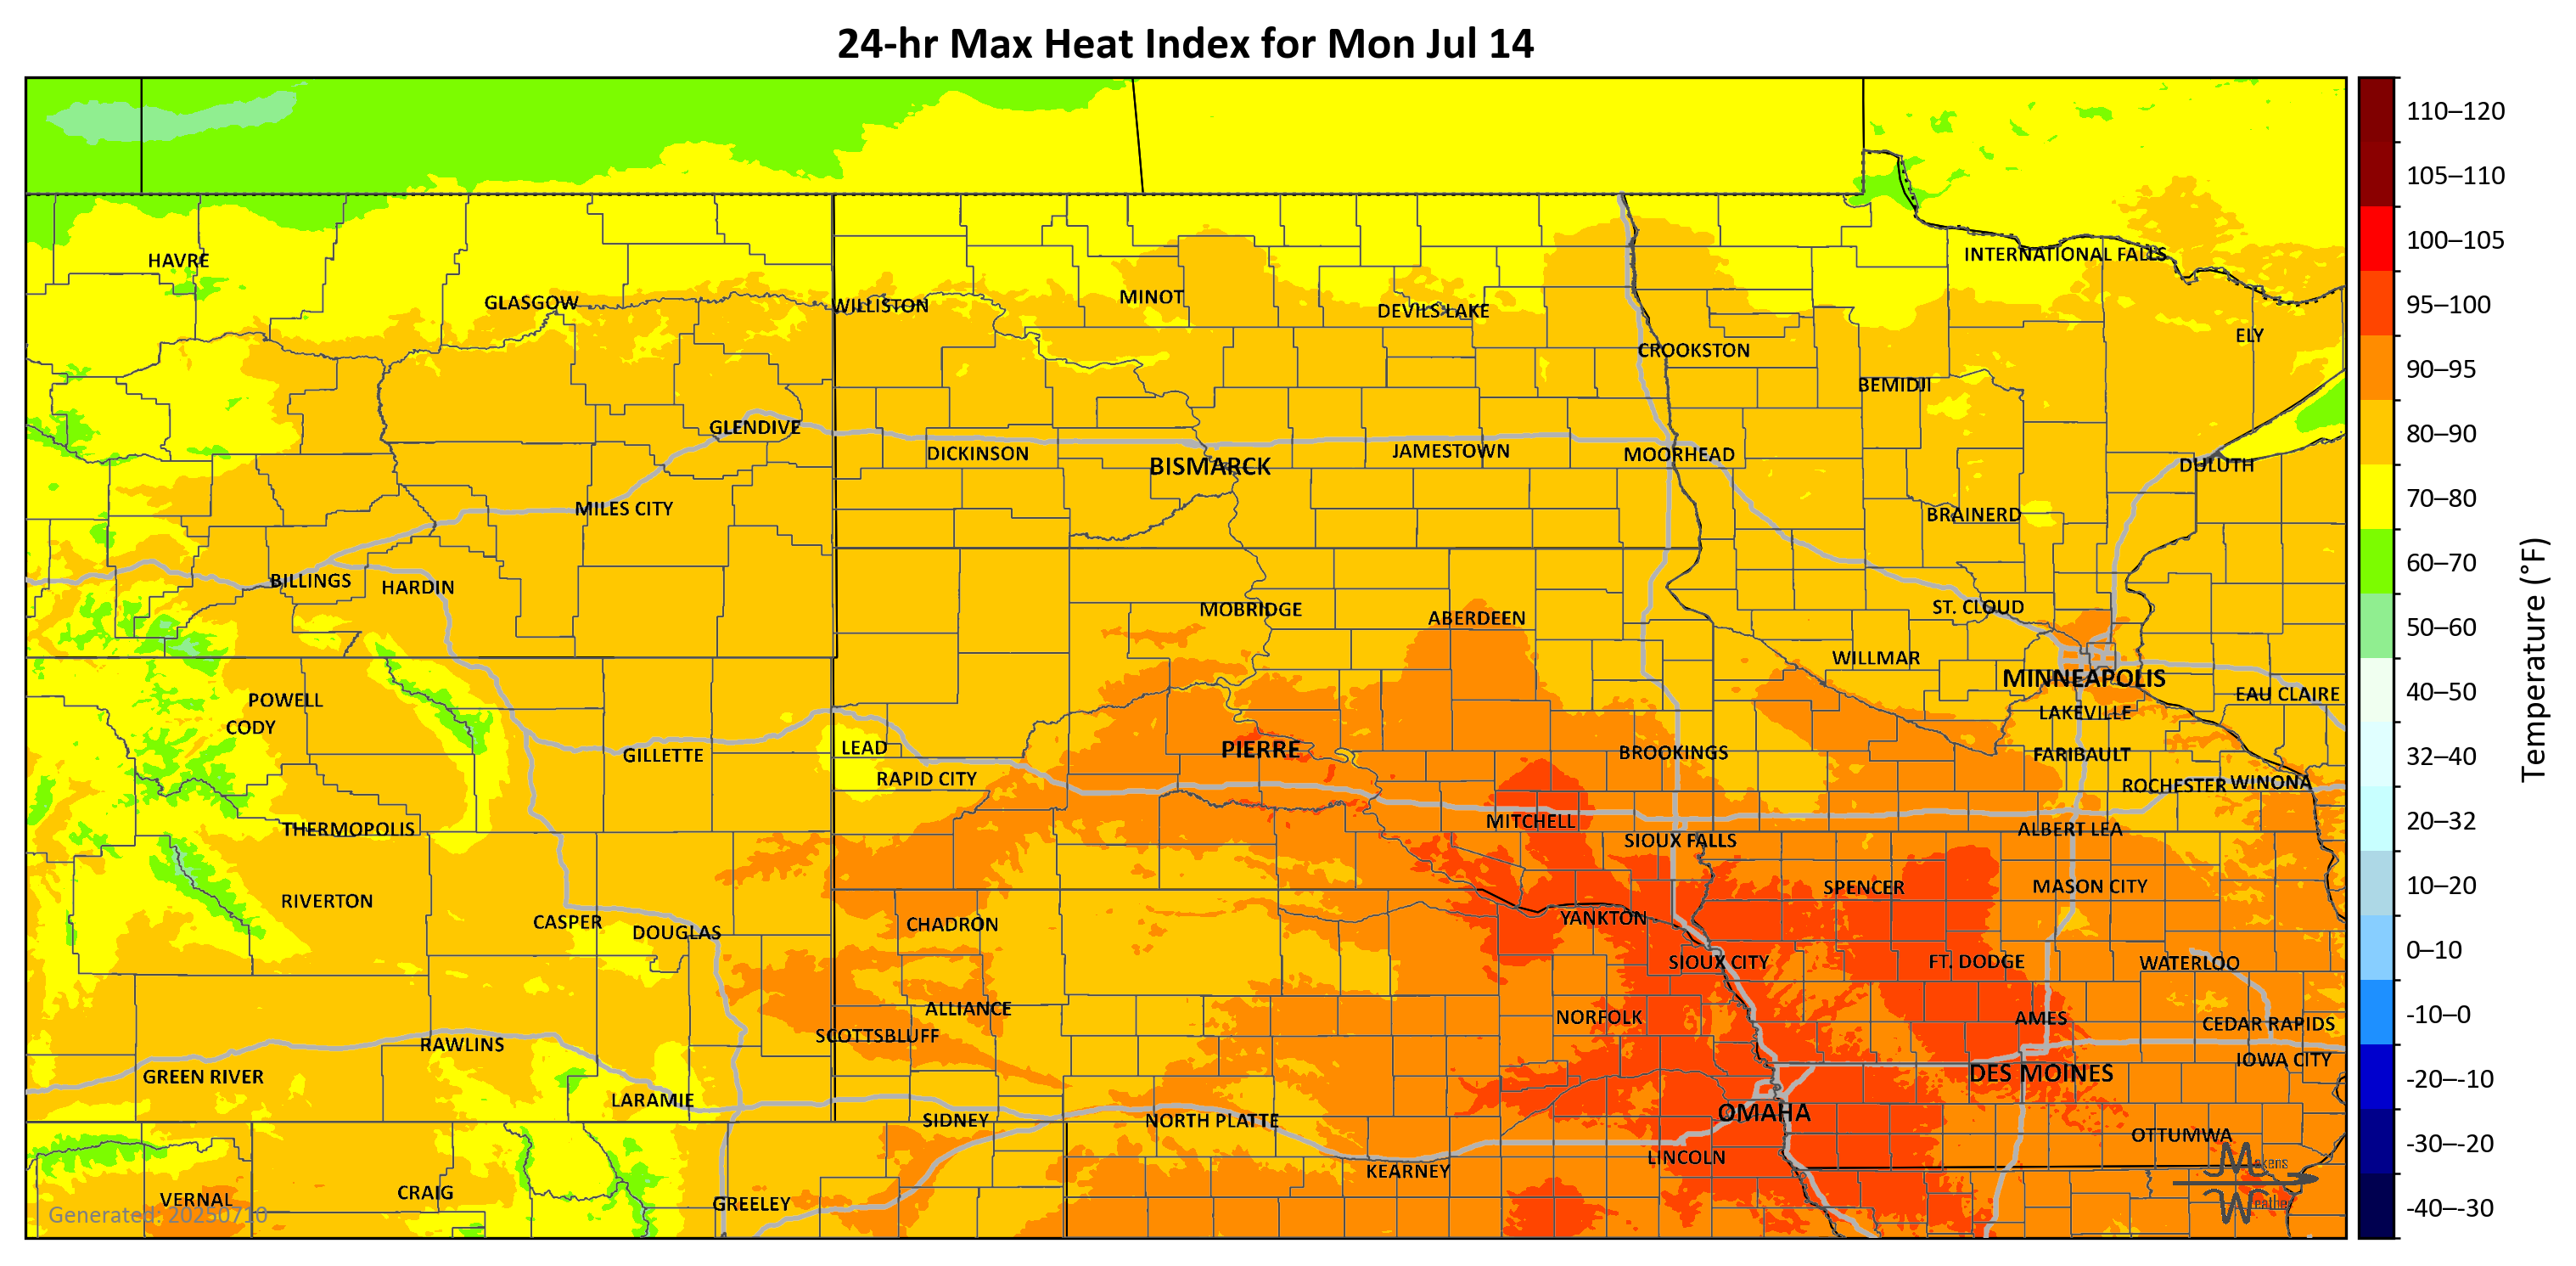 24-hr Max Heat Index for Mon Jul 14
110–120
105–110
100–105
95–100
90–95
80–90
70–80
60–70
50–60
40–50
32–40
20–32
10–20
0–10
-10–0
-20–-10
-30–-20
-40–-30
Temperature (°F)
HAVRE
INTERNATIONAL FALLS
GLASGOW
WILLISTON
MINOT
DEVILS LAKE
ELY
CROOKSTON
BEMIDJI
GLENDIVE
DICKINSON
BISMARCK
JAMESTOWN
MOORHEAD
DULUTH
MILES CITY
BRAINERD
BILLINGS
HARDIN
MOBRIDGE
ABERDEEN
ST. CLOUD
WILLMAR
MINNEAPOLIS
EAU CLAIRE
POWELL
CODY
LAKEVILLE
GILLETTE
LEAD
PIERRE
BROOKINGS
FARIBAULT
RAPID CITY
ROCHESTER
WINONA
THERMOPOLIS
MITCHELL
SIOUX FALLS
ALBERT LEA
RIVERTON
SPENCER
MASON CITY
CASPER
DOUGLAS
CHADRON
YANKTON
SIOUX CITY
FT. DODGE
WATERLOO
ALLIANCE
NORFOLK
AMES
CEDAR RAPIDS
SCOTTSBLUFF
RAWLINS
IOWA CITY
GREEN RIVER
DES MOINES
LARAMIE
SIDNEY
NORTH PLATTE
OMAHA
OTTUMWA
LINCOLN
KEARNEY
VERNAL
CRAIG
GREELEY
Generated: 20250710
Makens
Weather